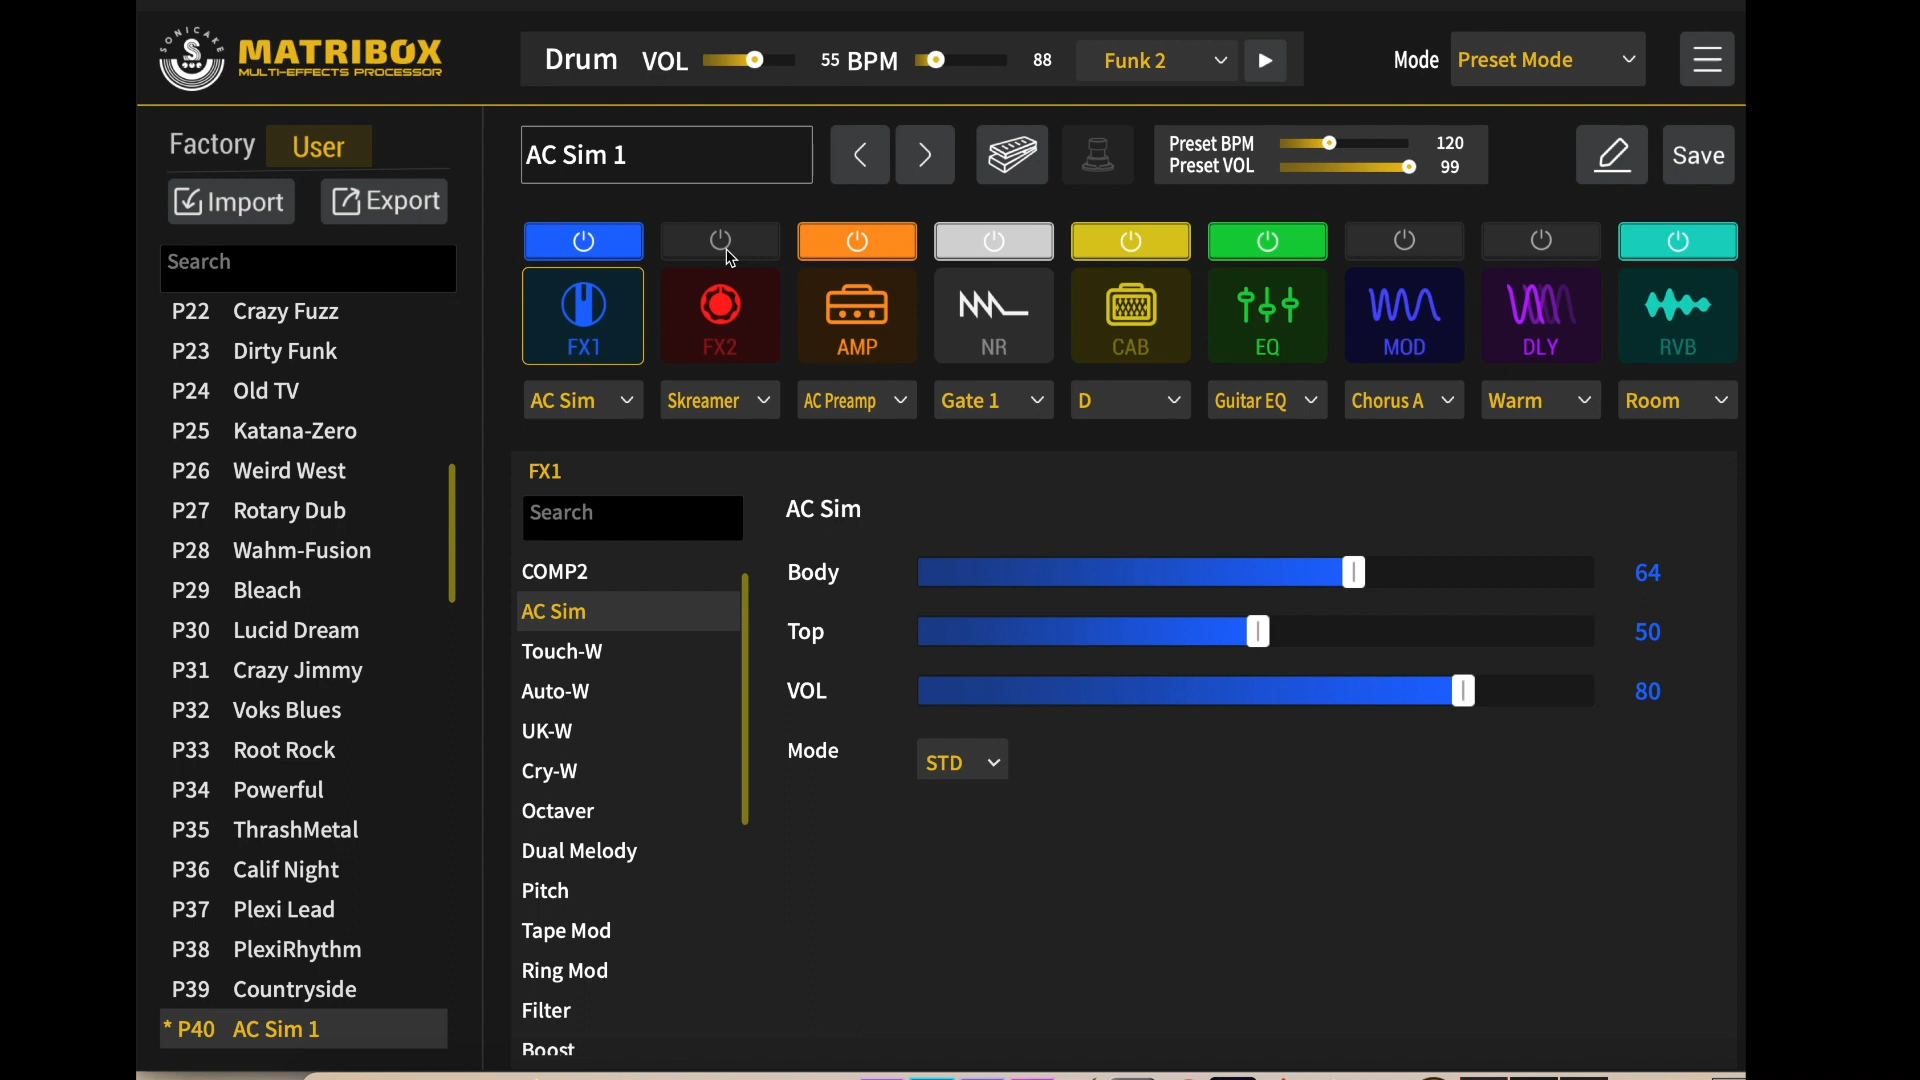 SONICAKE
MATRIBOX
MULTI-EFFECTS PROCESSOR
Drum VOL 55 BPM 88 Funk 2
Mode Preset Mode
Factory User
Import Export
Search
P22 Crazy Fuzz
P23 Dirty Funk
P24 Old TV
P25 Katana-Zero
P26 Weird West
P27 Rotary Dub
P28 Wahm-Fusion
P29 Bleach
P30 Lucid Dream
P31 Crazy Jimmy
P32 Voks Blues
P33 Root Rock
P34 Powerful
P35 ThrashMetal
P36 Calif Night
P37 Plexi Lead
P38 PlexiRhythm
P39 Countryside
* P40 AC Sim 1
AC Sim 1
Preset BPM 120
Preset VOL 99
Save
FX1 FX2 AMP NR CAB EQ MOD DLY RVB
AC Sim Skreamer AC Preamp Gate 1 D Guitar EQ Chorus A Warm Room
FX1
Search
COMP2
AC Sim
Touch-W
Auto-W
UK-W
Cry-W
Octaver
Dual Melody
Pitch
Tape Mod
Ring Mod
Filter
Boost
AC Sim
Body 64
Top 50
VOL 80
Mode STD